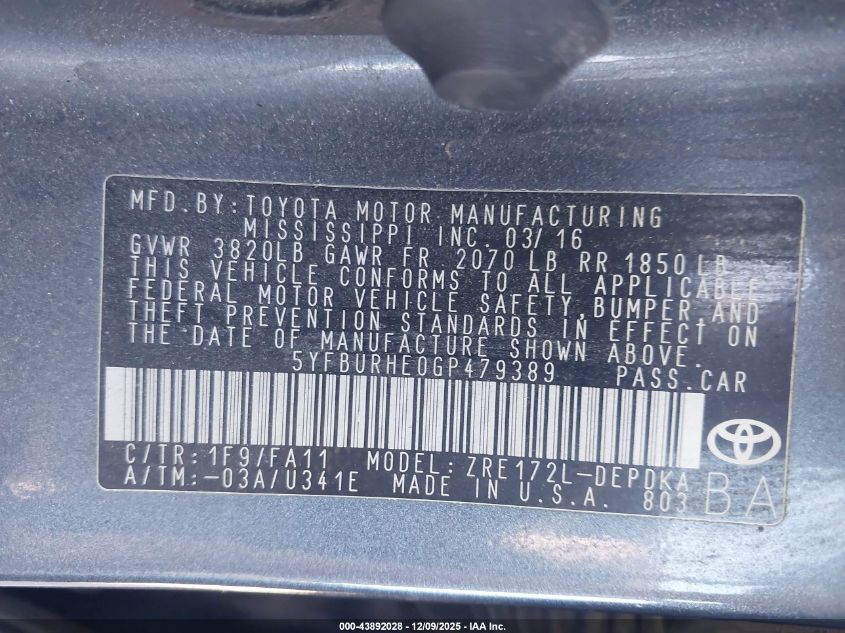 MFD.BY:TOYOTA MOTOR MANUFACTURING
MISSISSIPPI INC. 03/16
GVWR 3820LB GAWR FR 2070 LB RR 1850 LB
THIS VEHICLE CONFORMS TO ALL APPLICABLE
FEDERAL MOTOR VEHICLE SAFETY, BUMPER, AND
THEFT PREVENTION STANDARDS IN EFFECT ON
THE DATE OF MANUFACTURE SHOWN ABOVE.
5YFBURHE0GP479389 PASS.CAR
C/TR:1F9/FA11 MODEL:ZRE172L-DEPDKA
A/TM:-03A/U341E MADE IN U.S.A. 803
BA
000-43892028 - 12/09/2025 - IAA Inc.